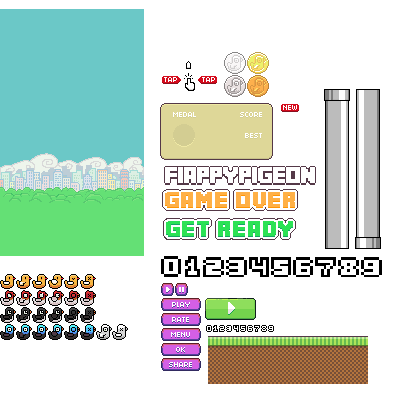 TAP TAP
NEW
MEDAL SCORE
BEST
FlAPPYPIGEON
GAME OVER
GET READY
0123456789
PLAY
RATE
MENU
OK
SHARE
0123456789